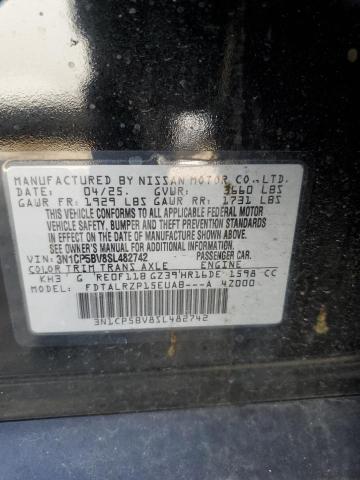 MANUFACTURED BY NISSAN MOTOR CO.,LTD.
DATE: 04/25. GVWR: 3660 LBS
GAWR FR: 1929 LBS GAWR RR: 1731 LBS
THIS VEHICLE CONFORMS TO ALL APPLICABLE FEDERAL MOTOR
VEHICLE SAFETY, BUMPER AND THEFT PREVENTION STANDARDS
IN EFFECT ON THE DATE OF MANUFACTURE SHOWN ABOVE.
SEE OWNER'S MANUAL FOR ADDITIONAL INFORMATION.
VIN: 3N1CP5BV8SL482742 PASSENGER CAR.
COLOR TRIM TRANS AXLE ENGINE
KH3 G RE0F11B GZ39 HR16DE 1598 CC
MODEL: FDTALRZP15EUAB---A 4Z000
3N1CP5BV8SL482742